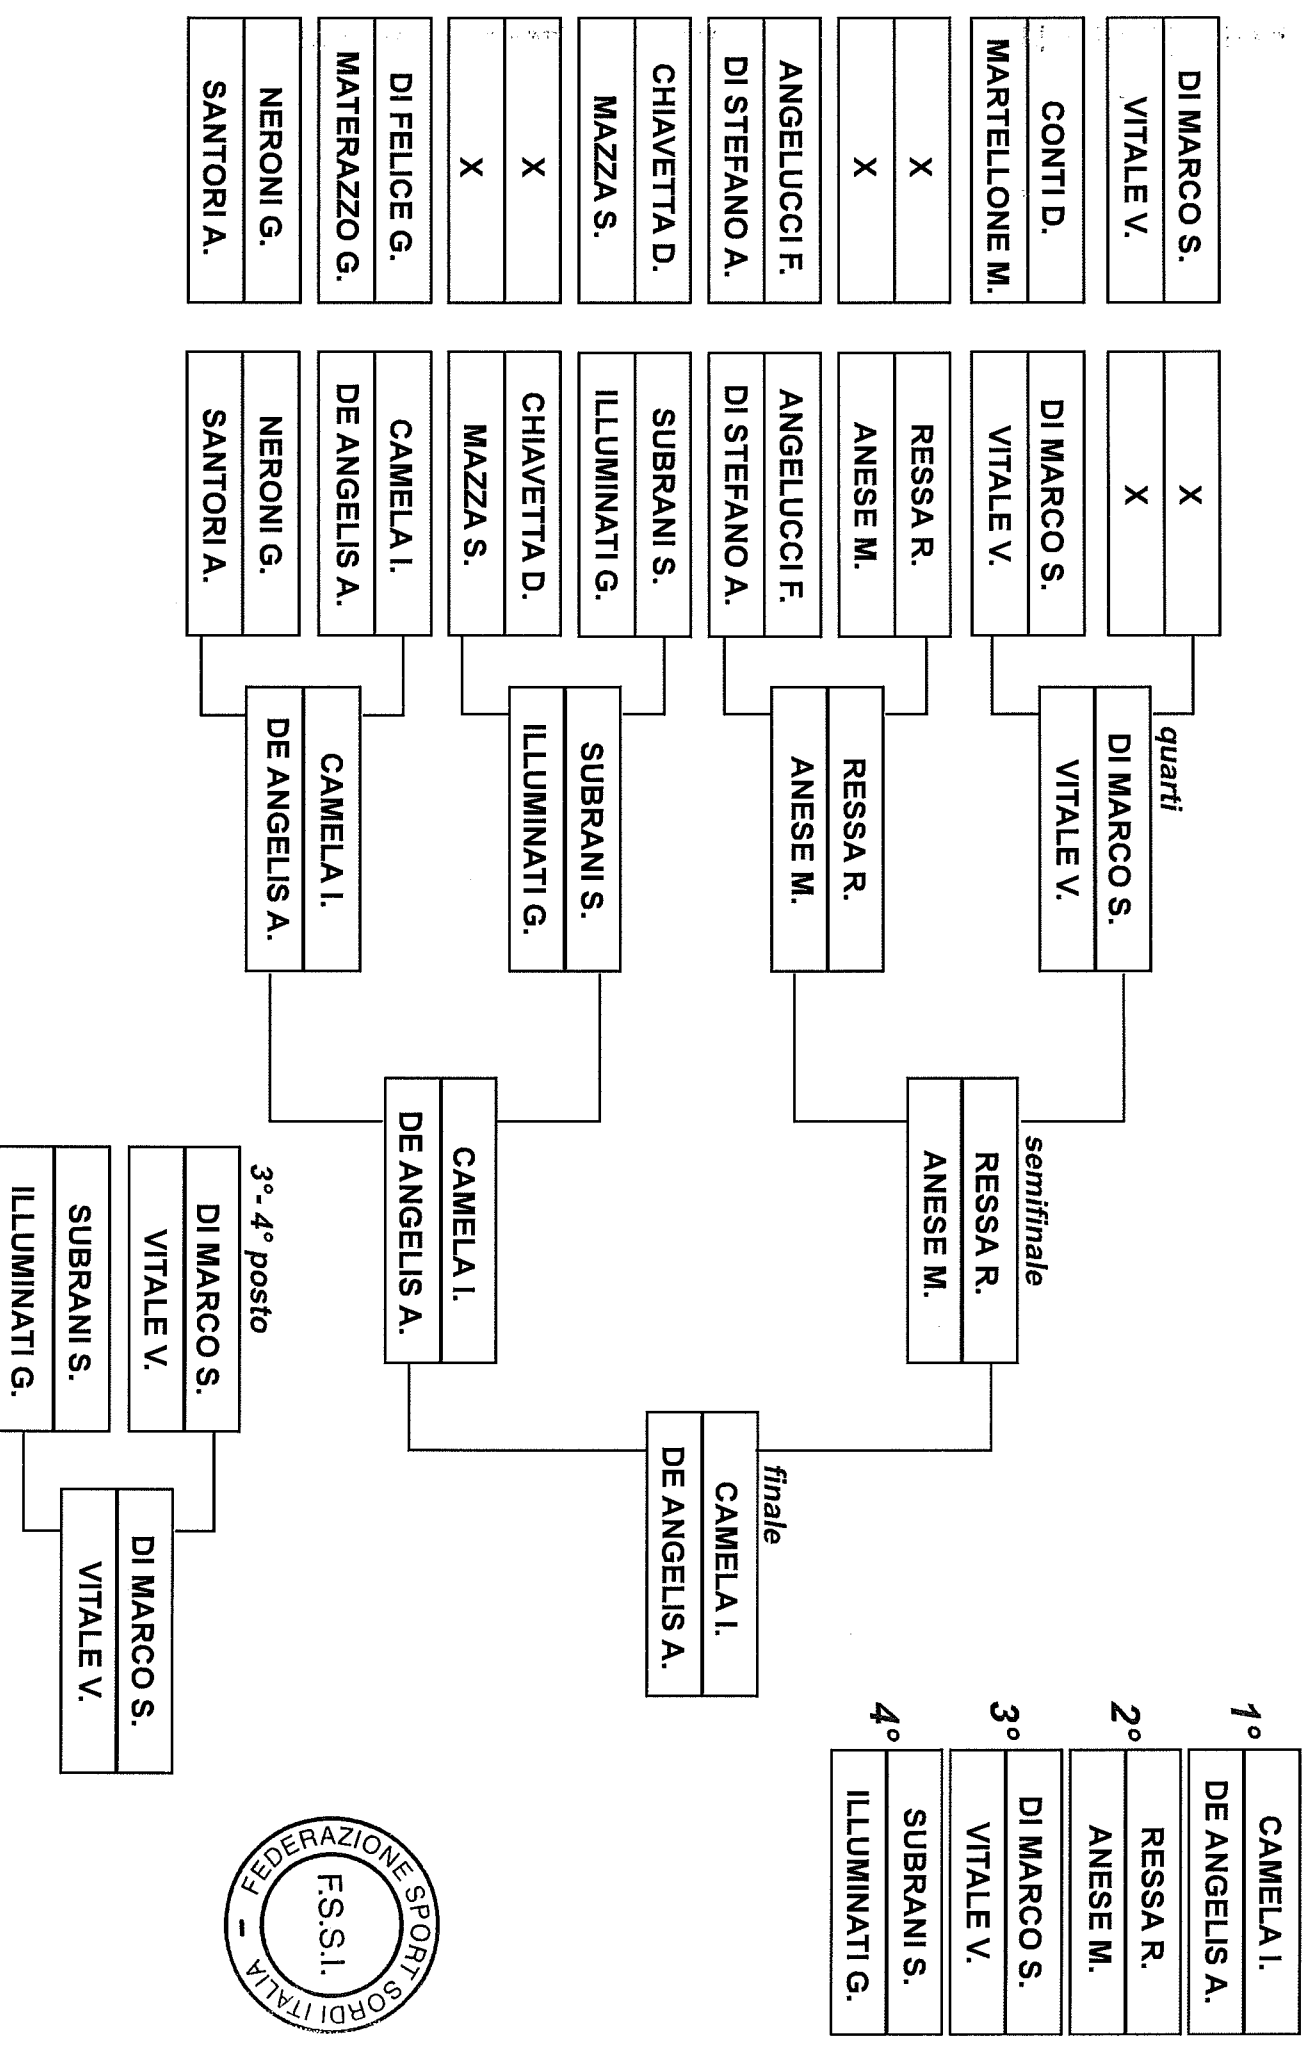 DI MARCO S.
VITALE V.
CONTI D.
MARTELLONE M.
X
X
ANGELUCCI F.
DI STEFANO A.
CHIAVETTA D.
MAZZA S.
X
X
DI FELICE G.
MATERAZZO G.
NERONI G.
SANTORI A.
X
X
DI MARCO S.
VITALE V.
RESSA R.
ANESE M.
ANGELUCCI F.
DI STEFANO A.
SUBRANI S.
ILLUMINATI G.
CHIAVETTA D.
MAZZA S.
CAMELA I.
DE ANGELIS A.
NERONI G.
SANTORI A.
quarti
DI MARCO S.
VITALE V.
RESSA R.
ANESE M.
SUBRANI S.
ILLUMINATI G.
CAMELA I.
DE ANGELIS A.
semifinale
RESSA R.
ANESE M.
CAMELA I.
DE ANGELIS A.
finale
CAMELA I.
DE ANGELIS A.
3°- 4° posto
DI MARCO S.
VITALE V.
SUBRANI S.
ILLUMINATI G.
DI MARCO S.
VITALE V.
1°
CAMELA I.
DE ANGELIS A.
2°
RESSA R.
ANESE M.
3°
DI MARCO S.
VITALE V.
4°
SUBRANI S.
ILLUMINATI G.
FEDERAZIONE SPORT SORDI ITALIA -
F.S.S.I.